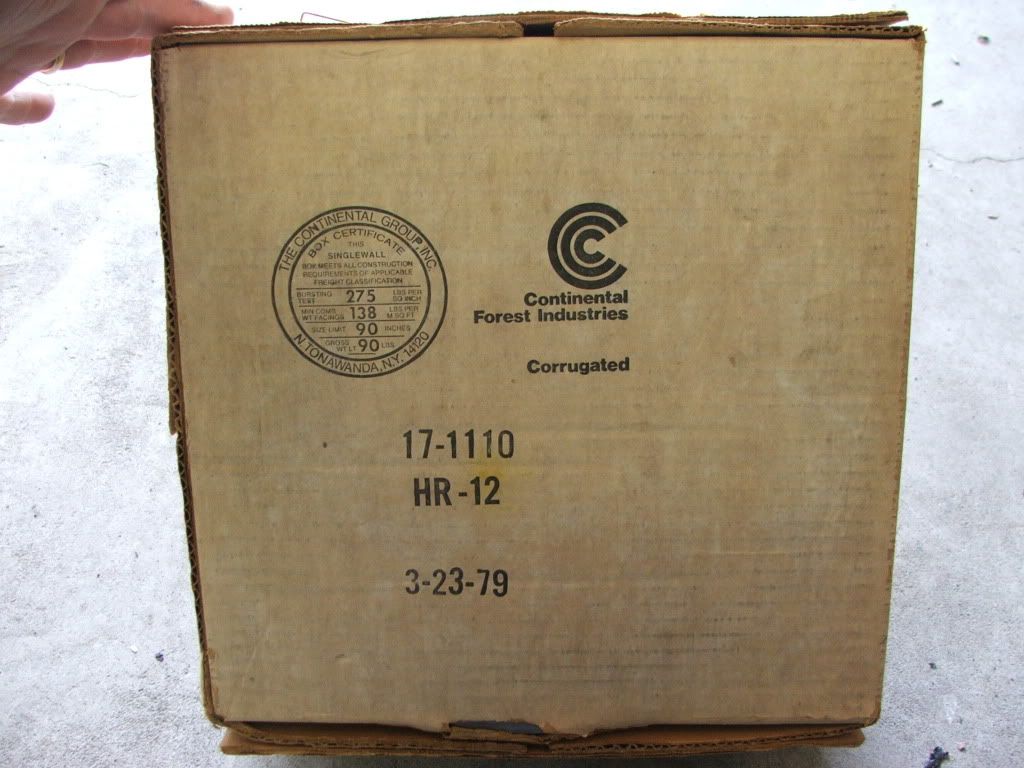 THE CONTINENTAL GROUP, INC.
BOX CERTIFICATE
THIS
SINGLEWALL
BOX MEETS ALL CONSTRUCTION
REQUIREMENTS OF APPLICABLE
FREIGHT CLASSIFICATION
BURSTING TEST 275 LBS PER SQ INCH
MIN COMB WT FACINGS 138 LBS PER M SQ FT
SIZE LIMIT 90 INCHES
GROSS WT LT 90 LBS
N TONAWANDA, N.Y. 14120
CCC
Continental
Forest Industries
Corrugated
17-1110
HR-12
3-23-79